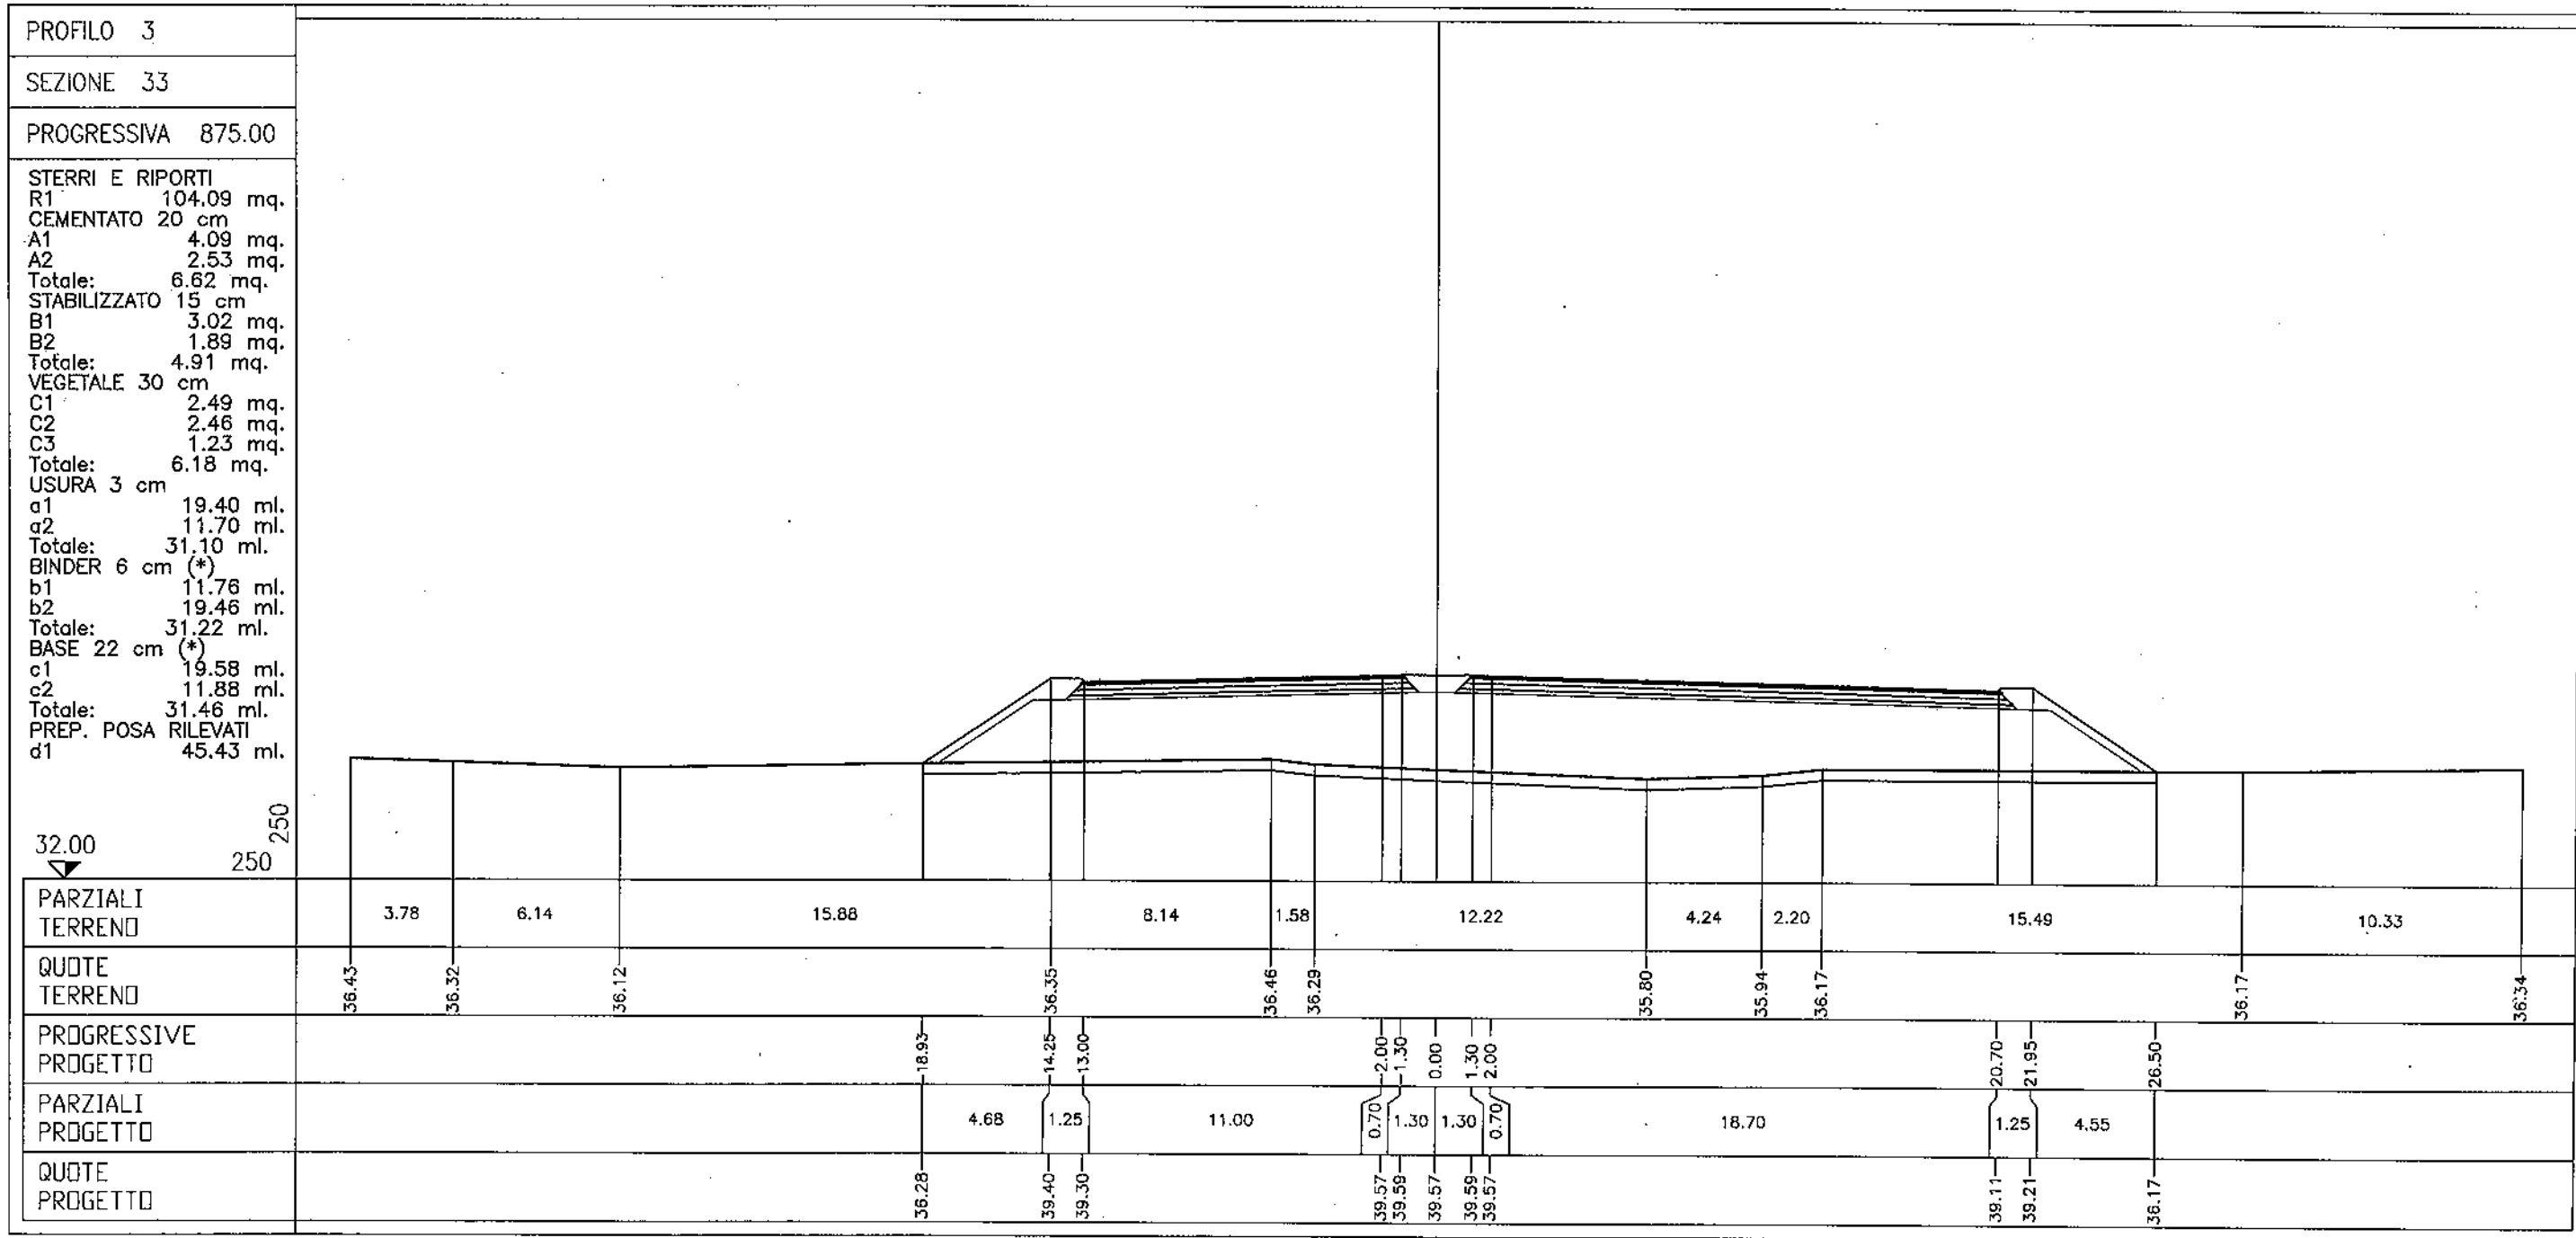 PROFILO 3
SEZIONE 33
PROGRESSIVA 875.00
STERRI E RIPORTI
R1 104.09 mq.
CEMENTATO 20 cm
A1 4.09 mq.
A2 2.53 mq.
Totale: 6.62 mq.
STABILIZZATO 15 cm
B1 3.02 mq.
B2 1.89 mq.
Totale: 4.91 mq.
VEGETALE 30 cm
C1 2.49 mq.
C2 2.46 mq.
C3 1.23 mq.
Totale: 6.18 mq.
USURA 3 cm
a1 19.40 ml.
a2 11.70 ml.
Totale: 31.10 ml.
BINDER 6 cm (*)
b1 11.76 ml.
b2 19.46 ml.
Totale: 31.22 ml.
BASE 22 cm (*)
c1 19.58 ml.
c2 11.88 ml.
Totale: 31.46 ml.
PREP. POSA RILEVATI
d1 45.43 ml.
250
32.00
250
PARZIALI
TERRENO
3.78 6.14 15.88 8.14 1.58 12.22 4.24 2.20 15.49 10.33
QUOTE
TERRENO
36.43 36.32 36.12 36.35 36.46 36.29 35.80 35.94 36.17 36.17 36.34
PROGRESSIVE
PROGETTO
18.93 14.25 13.00 2.00 1.30 0.00 1.30 2.00 20.70 21.95 26.50
PARZIALI
PROGETTO
4.68 1.25 11.00 0.70 1.30 1.30 0.70 18.70 1.25 4.55
QUOTE
PROGETTO
36.28 39.40 39.30 39.57 39.59 39.57 39.59 39.57 39.11 39.21 36.17